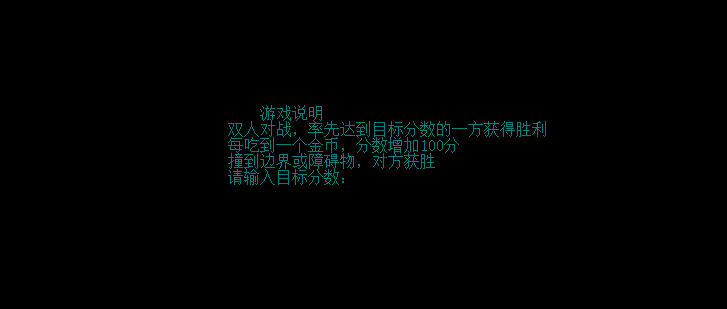 游戏说明
双人对战，率先达到目标分数的一方获得胜利
每吃到一个金币，分数增加100分
撞到边界或障碍物，对方获胜
请输入目标分数：